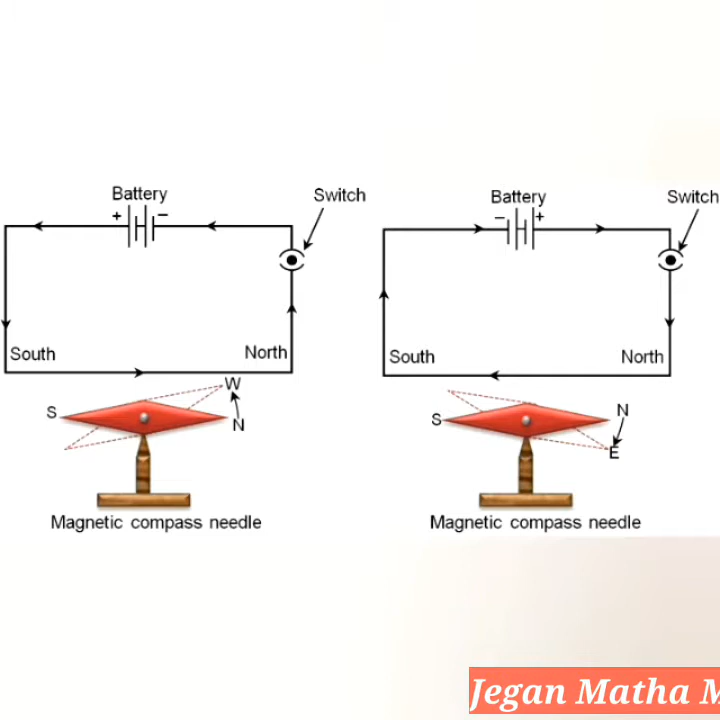 Battery
Switch
+ −
South
North
W
S
N
Magnetic compass needle
Battery
Switch
− +
South
North
N
S
E
Magnetic compass needle
Jegan Matha M